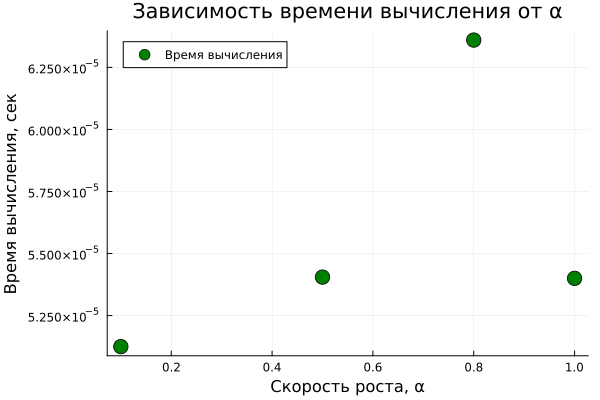 Зависимость времени вычисления от α
Время вычисления
Время вычисления, сек
6.250×10⁻⁵
6.000×10⁻⁵
5.750×10⁻⁵
5.500×10⁻⁵
5.250×10⁻⁵
0.2 0.4 0.6 0.8 1.0
Скорость роста, α